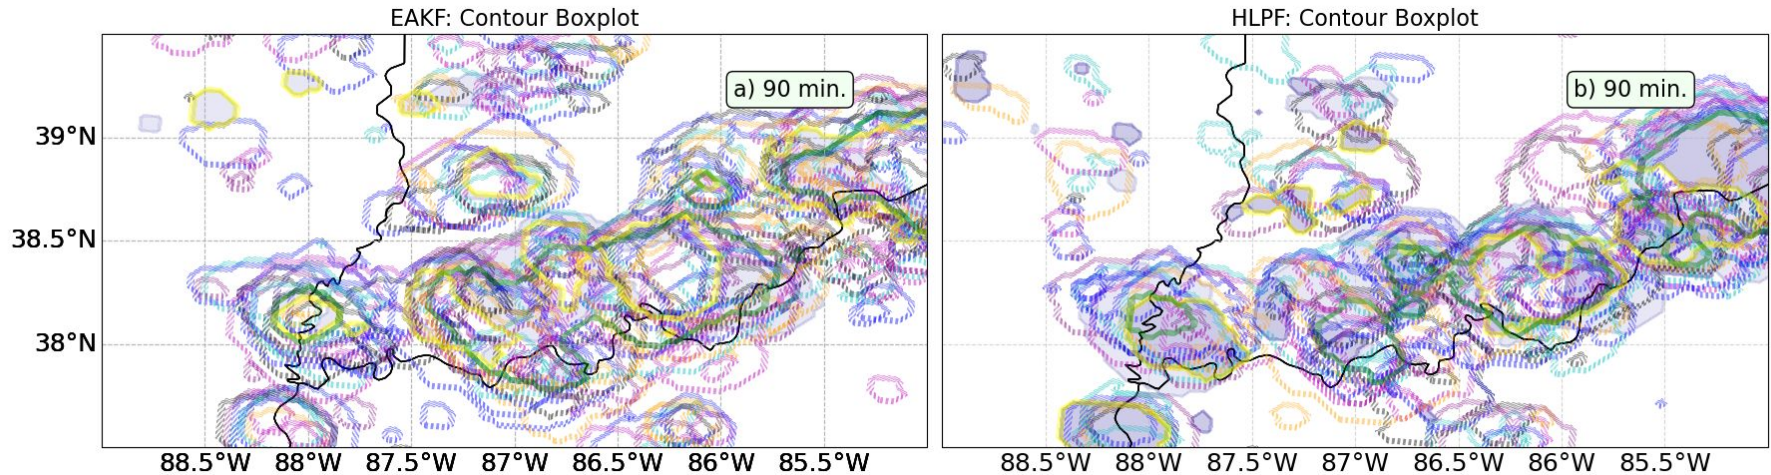 EAKF: Contour Boxplot
HLPF: Contour Boxplot
a) 90 min.
b) 90 min.
39°N
38.5°N
38°N
88.5°W 88°W 87.5°W 87°W 86.5°W 86°W 85.5°W
88.5°W 88°W 87.5°W 87°W 86.5°W 86°W 85.5°W